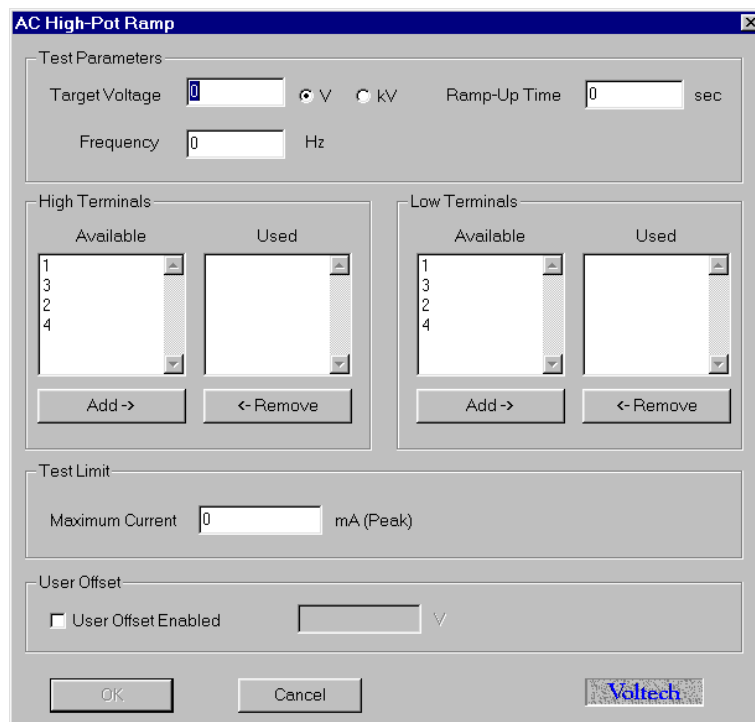 AC High-Pot Ramp
Test Parameters
Target Voltage 0 V kV Ramp-Up Time 0 sec
Frequency 0 Hz
High Terminals Low Terminals
Available Used Available Used
1 1
3 3
2 2
4 4
Add -> <- Remove Add -> <- Remove
Test Limit
Maximum Current 0 mA (Peak)
User Offset
User Offset Enabled V
OK Cancel Voltech